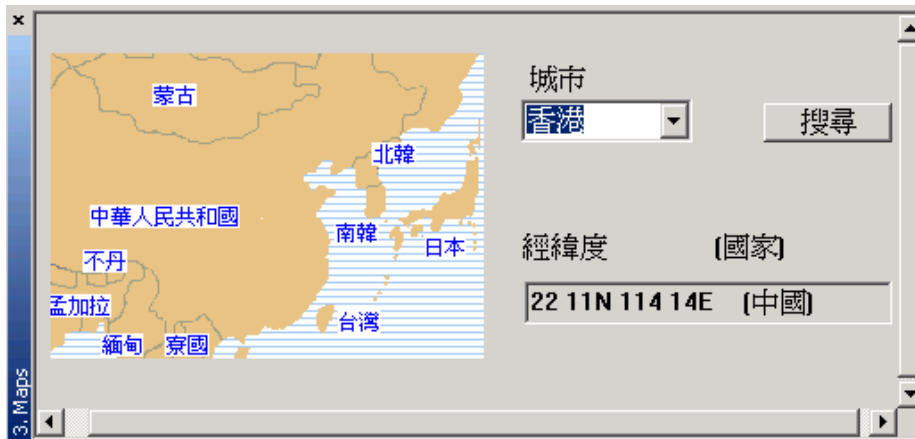 ×
3. Maps
蒙古
北韓
中華人民共和國
南韓
日本
不丹
孟加拉
台灣
緬甸
寮國
城市
香港
搜尋
經緯度 (國家)
22 11N 114 14E (中國)